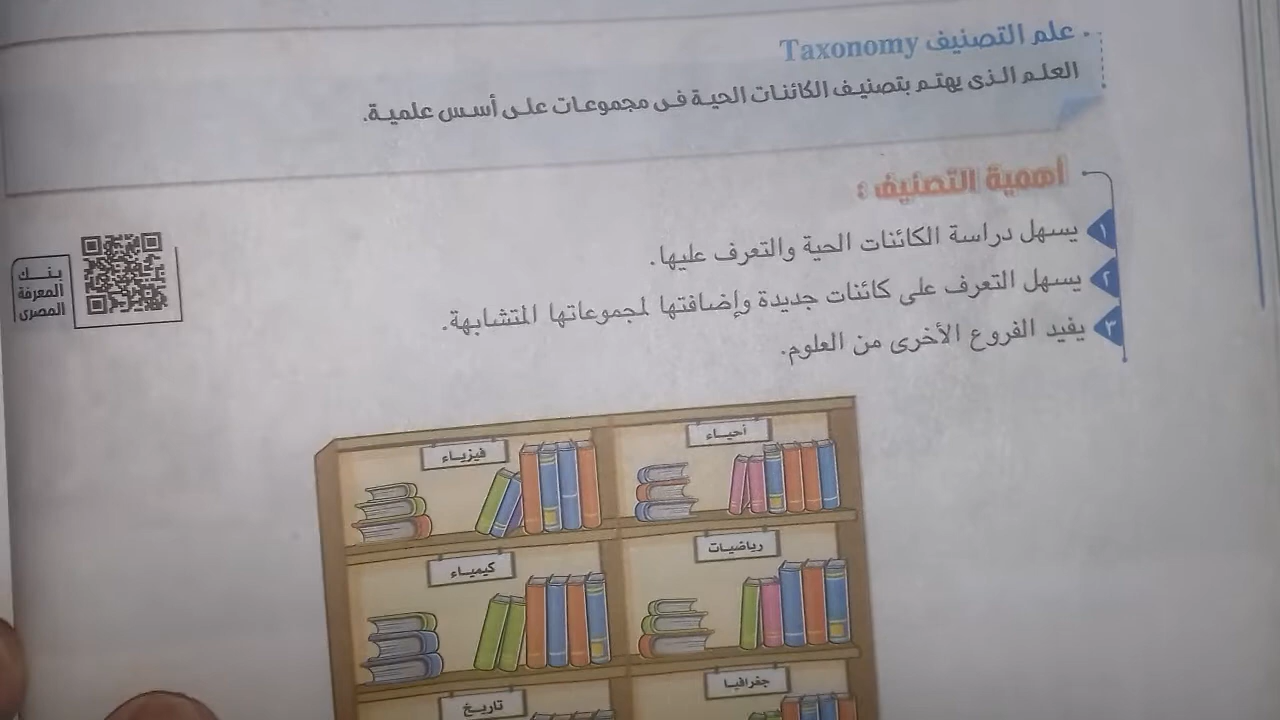 علم التصنيف Taxonomy
العلم الذى يهتم بتصنيف الكائنات الحية فى مجموعات على أسس علمية.
أهمية التصنيف :
١ يسهل دراسة الكائنات الحية والتعرف عليها.
٢ يسهل التعرف على كائنات جديدة وإضافتها لمجموعاتها المتشابهة.
٣ يفيد الفروع الأخرى من العلوم.
بنك
المعرفة
المصرى
أحياء
فيزياء
رياضيات
كيمياء
جغرافيا
تاريخ